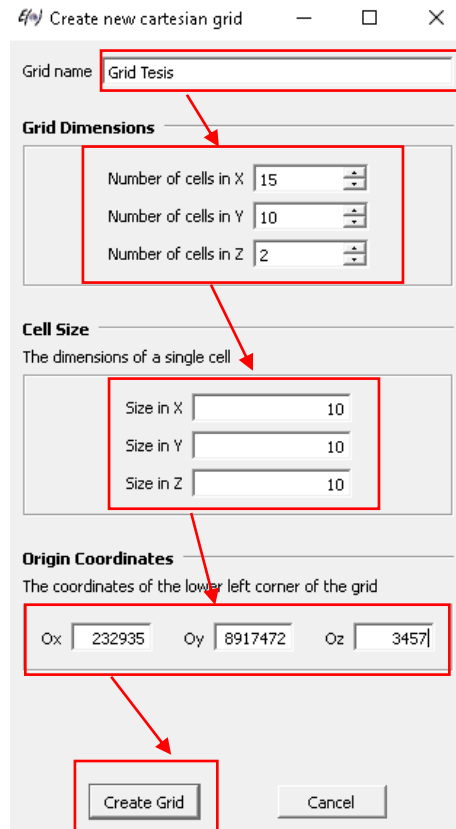 E{m} Create new cartesian grid
Grid name Grid Tesis
Grid Dimensions
Number of cells in X 15
Number of cells in Y 10
Number of cells in Z 2
Cell Size
The dimensions of a single cell
Size in X 10
Size in Y 10
Size in Z 10
Origin Coordinates
The coordinates of the lower left corner of the grid
Ox 232935 Oy 8917472 Oz 3457
Create Grid Cancel